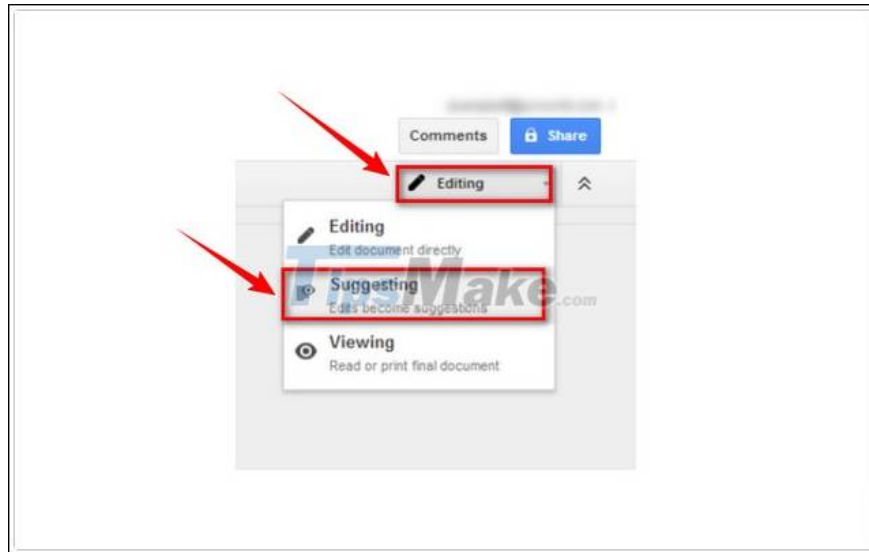 Comments
Share
Editing
Editing
Edit document directly
Suggesting
Edits become suggestions
TipsMake.com
Viewing
Read or print final document